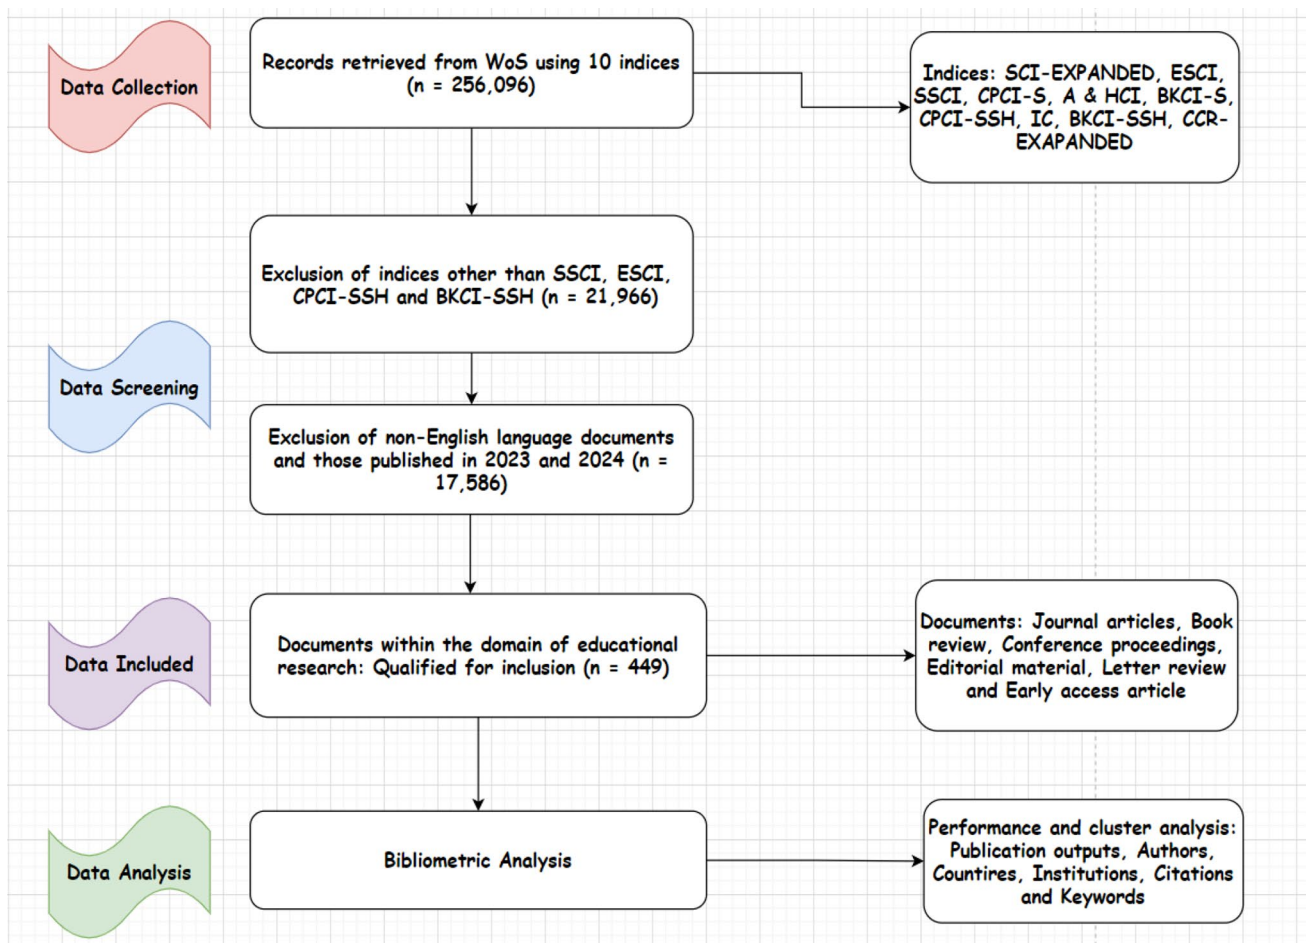 Data Collection
Records retrieved from WoS using 10 indices
(n = 256,096)
Indices: SCI-EXPANDED, ESCI,
SSCI, CPCI-S, A & HCI, BKCI-S,
CPCI-SSH, IC, BKCI-SSH, CCR-
EXAPANDED
Exclusion of indices other than SSCI, ESCI,
CPCI-SSH and BKCI-SSH (n = 21,966)
Data Screening
Exclusion of non-English language documents
and those published in 2023 and 2024 (n =
17,586)
Data Included
Documents within the domain of educational
research: Qualified for inclusion (n = 449)
Documents: Journal articles, Book
review, Conference proceedings,
Editorial material, Letter review
and Early access article
Data Analysis
Bibliometric Analysis
Performance and cluster analysis:
Publication outputs, Authors,
Countires, Institutions, Citations
and Keywords